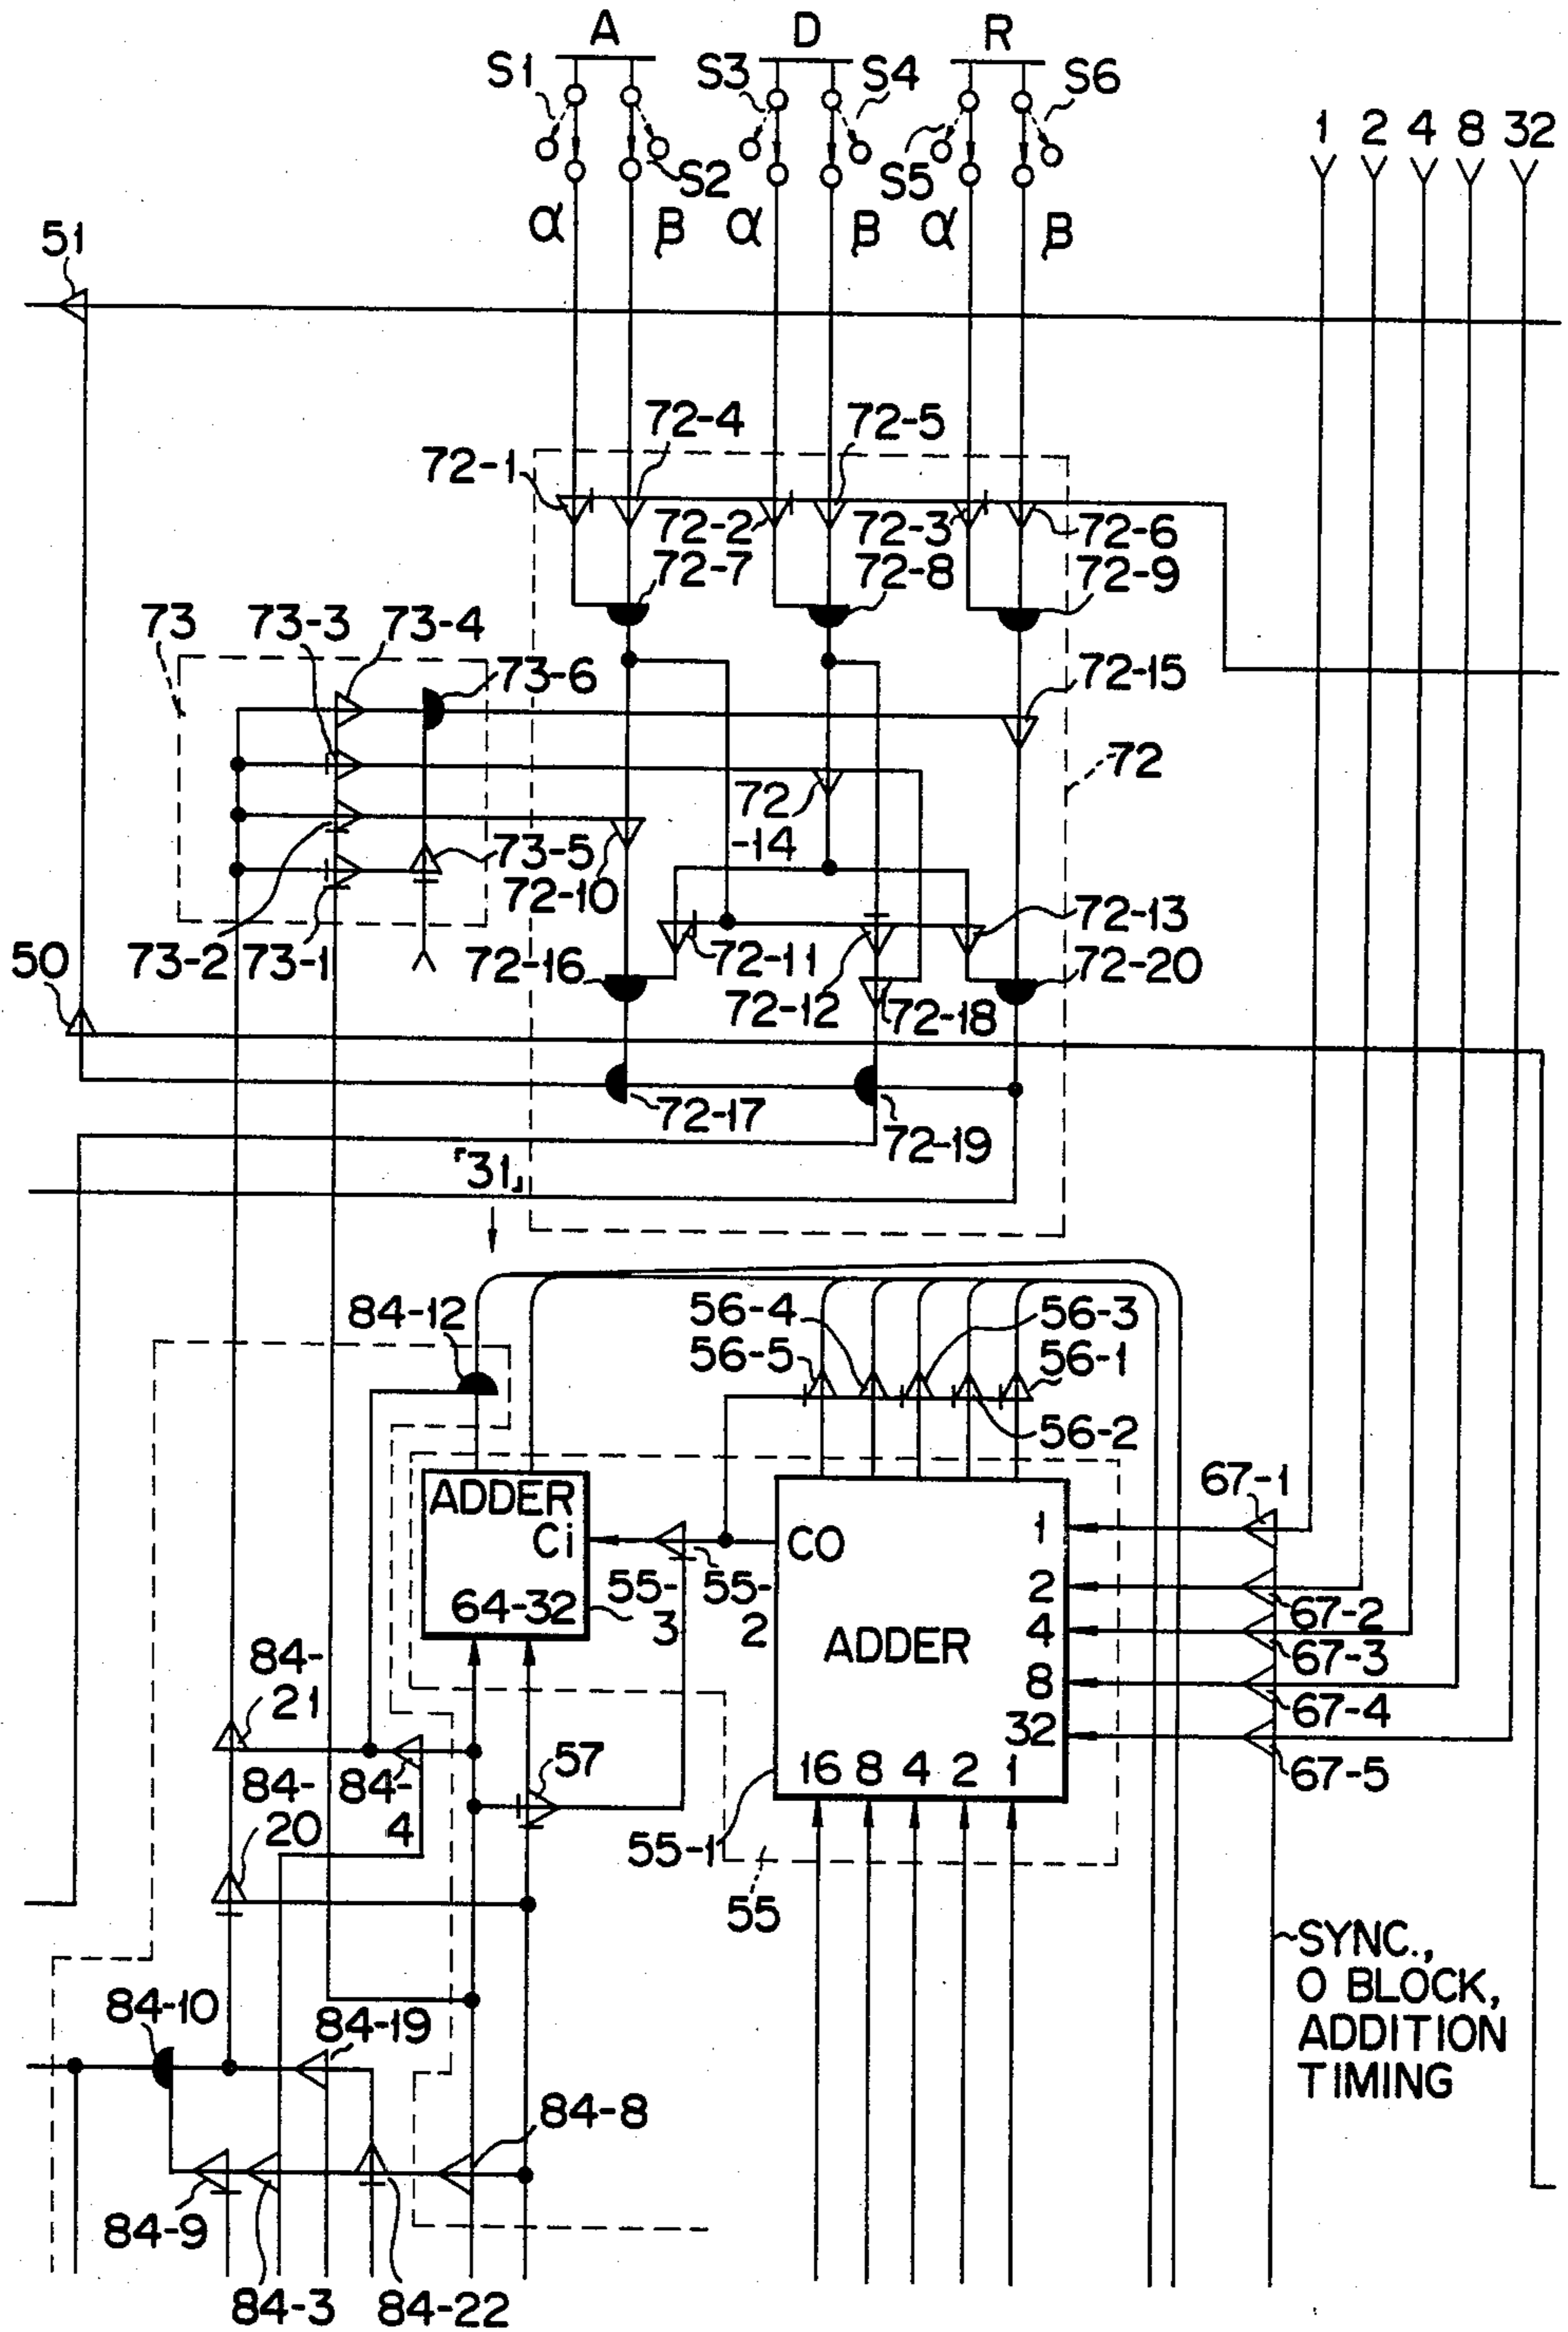 A D R
S1 S3 S4 S6
1 2 4 8 32
S2 S5
α β α β α β
51
72-4 72-5
72-1
72-2 72-3 72-6
72-7 72-8 72-9
73 73-3 73-4
73-6 72-15
72
72
-14
73-5
72-10
72-13
50 73-2 73-1 72-16 72-11 72-20
72-12 72-18
72-17
72-19
「31」
84-12 56-4 56-3
56-5 56-1
56-2
67-1
ADDER
Ci
CO
1
55-
3
55-
2
2
67-2
64-32
ADDER
4
67-3
84-
21
8
67-4
32
57
16 8 4 2 1
67-5
84-
20
84-
4
55-1
55
SYNC.,
O BLOCK,
ADDITION
TIMING
84-10
84-19
84-8
84-9
84-3 84-22